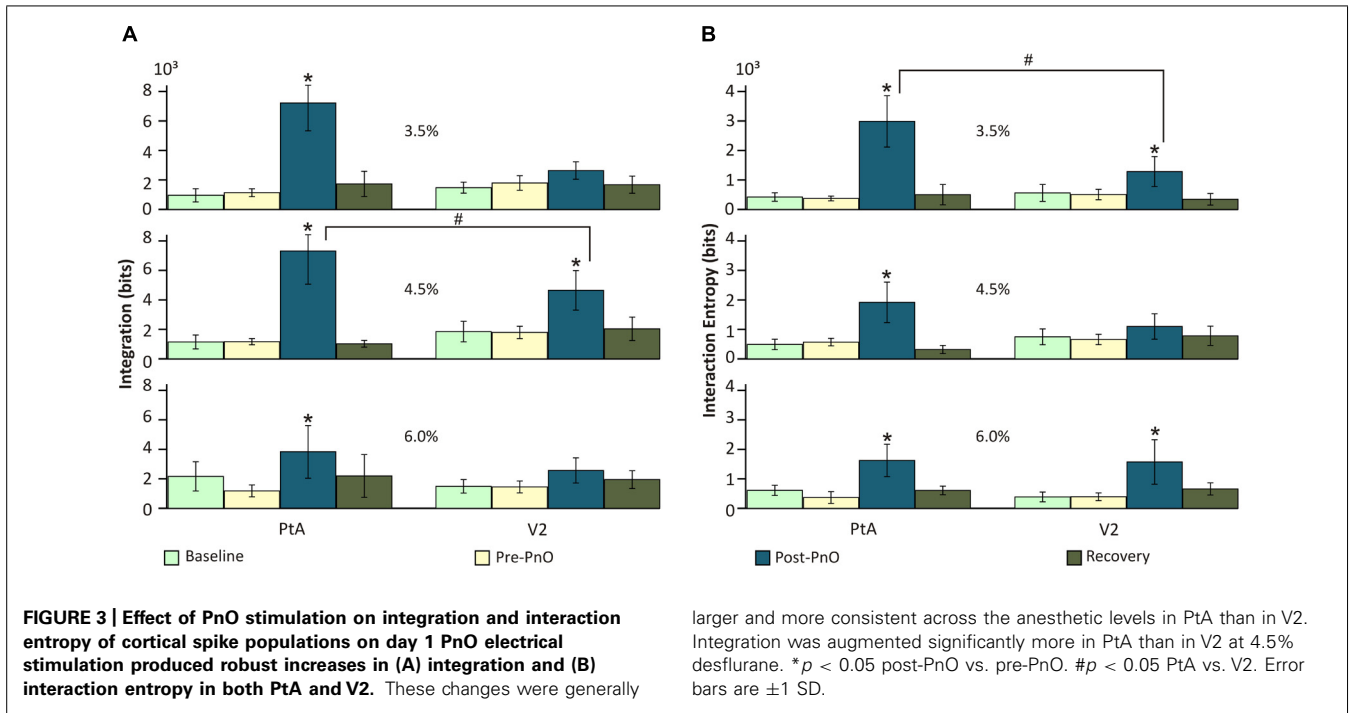 A
10³
8
6
4
2
0
*
3.5%
8
6
4
2
0
*
#
*
4.5%
8
6
4
2
0
*
6.0%
Integration (bits)
PtA
V2
B
10³
4
3
2
1
0
*
#
*
3.5%
4
3
2
1
0
*
4.5%
4
3
2
1
0
*
*
6.0%
Interaction Entropy (bits)
PtA
V2
Baseline
Pre-PnO
Post-PnO
Recovery
FIGURE 3 | Effect of PnO stimulation on integration and interaction
entropy of cortical spike populations on day 1 PnO electrical
stimulation produced robust increases in (A) integration and (B)
interaction entropy in both PtA and V2. These changes were generally
larger and more consistent across the anesthetic levels in PtA than in V2.
Integration was augmented significantly more in PtA than in V2 at 4.5%
desflurane. *p < 0.05 post-PnO vs. pre-PnO. #p < 0.05 PtA vs. V2. Error
bars are ±1 SD.